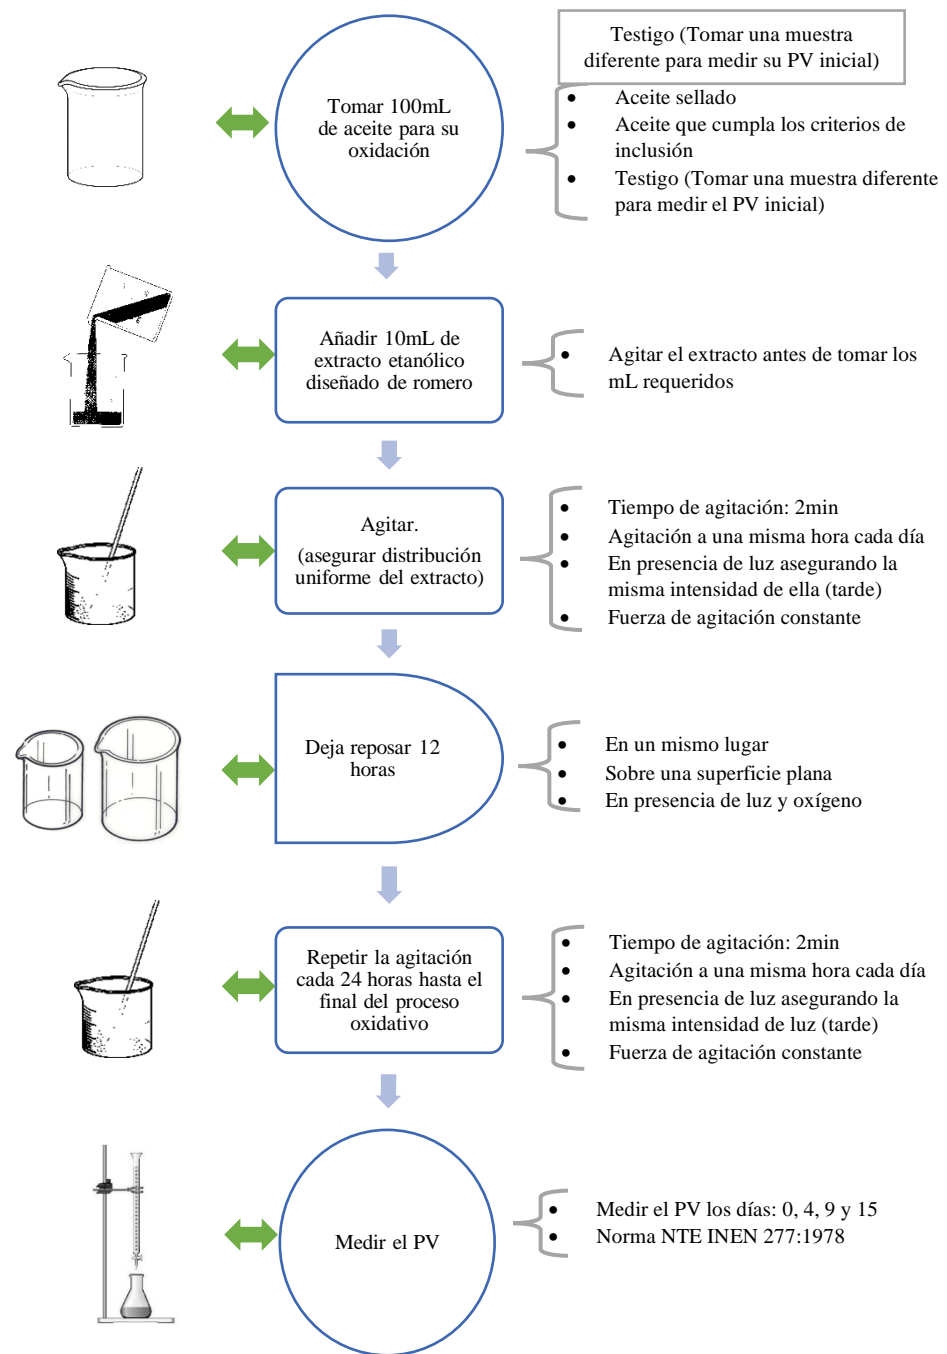 Testigo (Tomar una muestra
diferente para medir su PV inicial)
Tomar 100mL
de aceite para su
oxidación
• Aceite sellado
• Aceite que cumpla los criterios de
inclusión
• Testigo (Tomar una muestra diferente
para medir el PV inicial)
Añadir 10mL de
extracto etanólico
diseñado de romero
• Agitar el extracto antes de tomar los
mL requeridos
Agitar.
(asegurar distribución
uniforme del extracto)
• Tiempo de agitación: 2min
• Agitación a una misma hora cada día
• En presencia de luz asegurando la
misma intensidad de ella (tarde)
• Fuerza de agitación constante
Deja reposar 12
horas
• En un mismo lugar
• Sobre una superficie plana
• En presencia de luz y oxígeno
Repetir la agitación
cada 24 horas hasta el
final del proceso
oxidativo
• Tiempo de agitación: 2min
• Agitación a una misma hora cada día
• En presencia de luz asegurando la
misma intensidad de luz (tarde)
• Fuerza de agitación constante
Medir el PV
• Medir el PV los días: 0, 4, 9 y 15
• Norma NTE INEN 277:1978